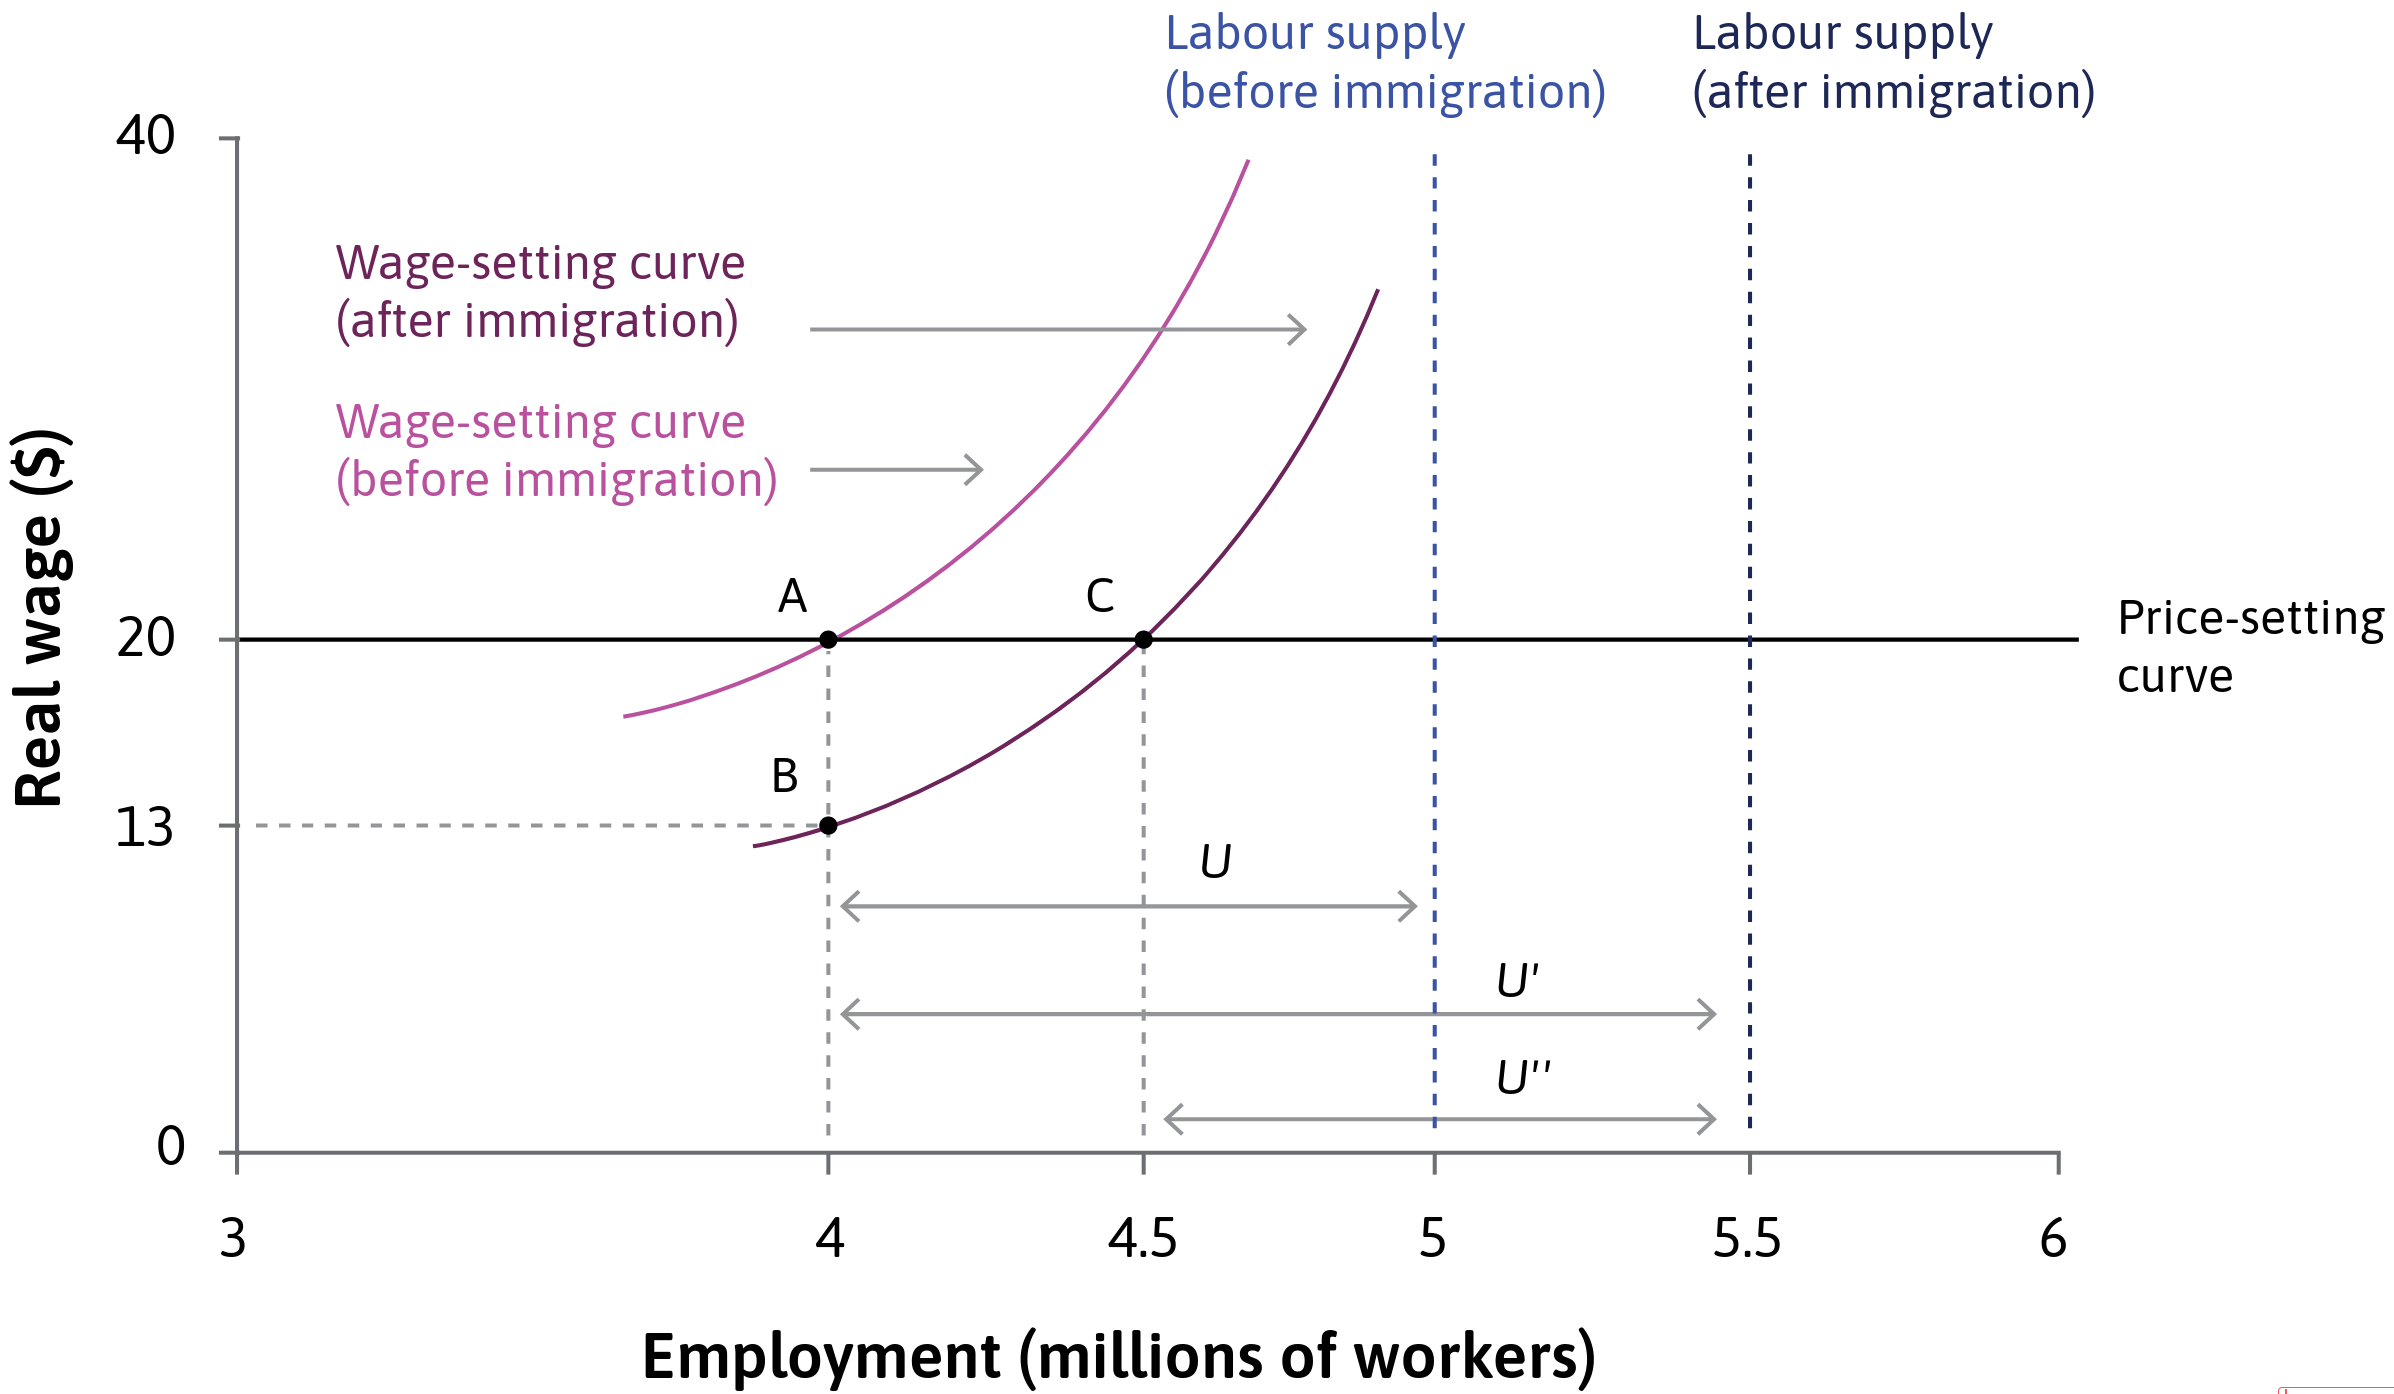 Labour supply
(before immigration)
Labour supply
(after immigration)
40
Wage-setting curve
(after immigration)
Wage-setting curve
(before immigration)
Real wage ($)
A
C
20
Price-setting
curve
B
13
U
U'
U''
0
3
4
4.5
5
5.5
6
Employment (millions of workers)